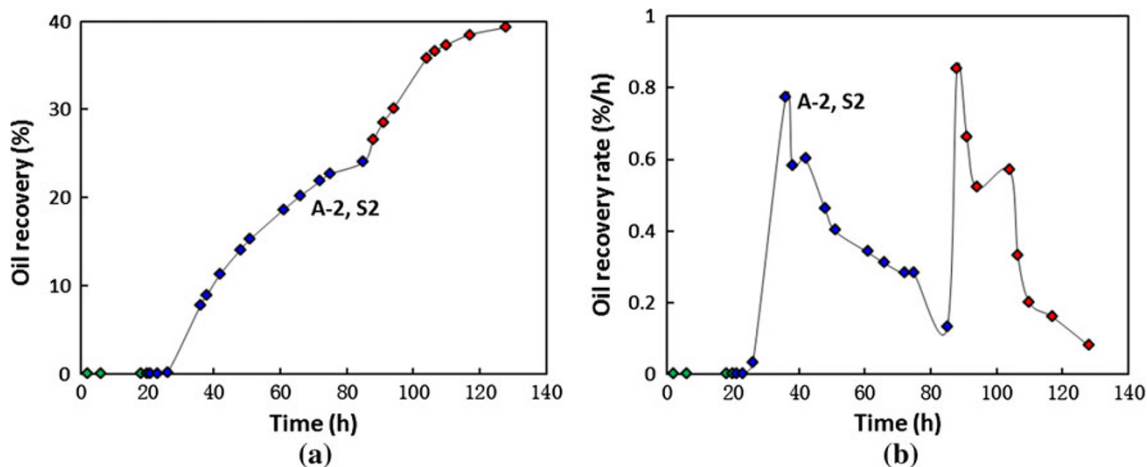 40
30
20
10
0
Oil recovery (%)
A-2, S2
0 20 40 60 80 100 120 140
Time (h)
(a)
1
0.8
0.6
0.4
0.2
0
Oil recovery rate (%/h)
A-2, S2
0 20 40 60 80 100 120 140
Time (h)
(b)